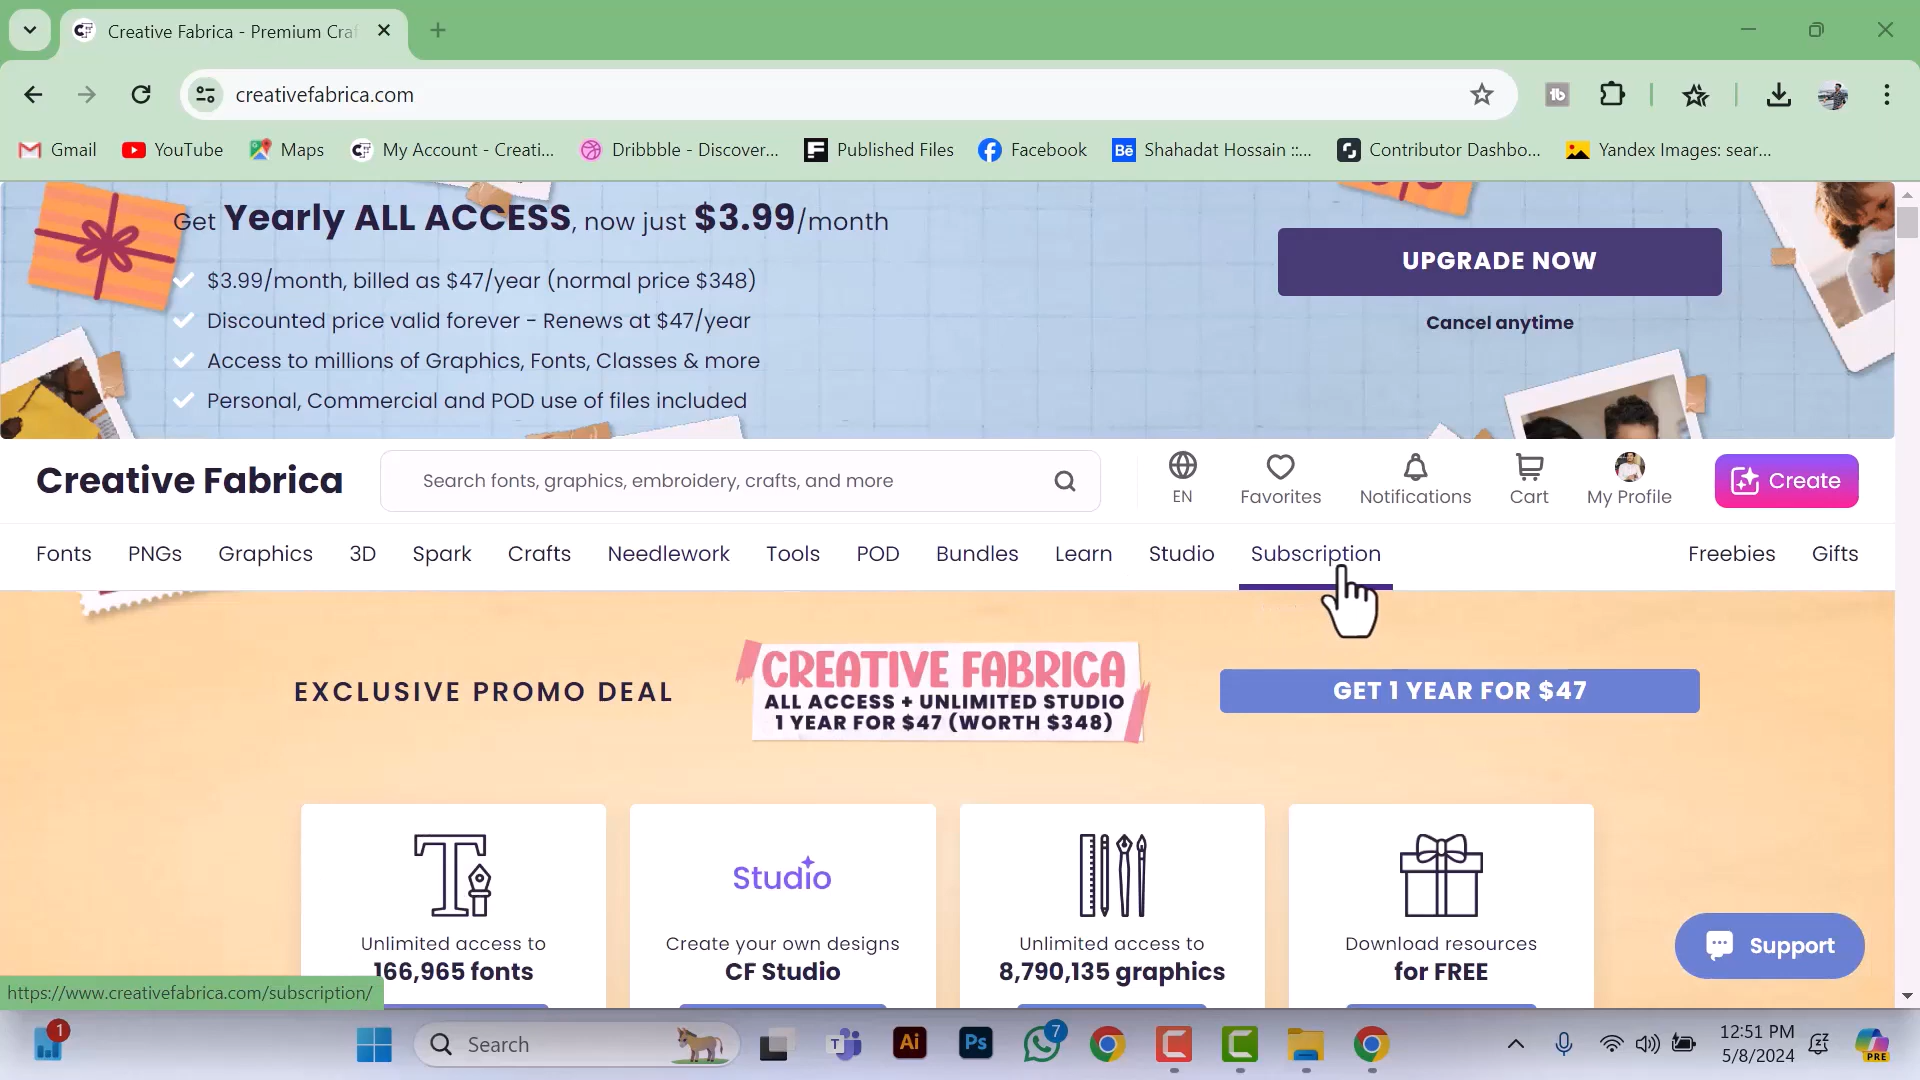 Creative Fabrica - Premium Craf
creativefabrica.com
Gmail
YouTube
Maps
My Account - Creati...
Dribbble - Discover...
Published Files
Facebook
Shahadat Hossain ::...
Contributor Dashbo...
Yandex Images: sear...
Get Yearly ALL ACCESS, now just $3.99/month
$3.99/month, billed as $47/year (normal price $348)
Discounted price valid forever - Renews at $47/year
Access to millions of Graphics, Fonts, Classes & more
Personal, Commercial and POD use of files included
UPGRADE NOW
Cancel anytime
Creative Fabrica
Search fonts, graphics, embroidery, crafts, and more
EN
Favorites
Notifications
Cart
My Profile
Create
Fonts
PNGs
Graphics
3D
Spark
Crafts
Needlework
Tools
POD
Bundles
Learn
Studio
Subscription
Freebies
Gifts
EXCLUSIVE PROMO DEAL
CREATIVE FABRICA
ALL ACCESS + UNLIMITED STUDIO
1 YEAR FOR $47 (WORTH $348)
GET 1 YEAR FOR $47
Unlimited access to
166,965 fonts
Studio
Create your own designs
CF Studio
Unlimited access to
8,790,135 graphics
Download resources
for FREE
Support
https://www.creativefabrica.com/subscription/
1
Search
Ai
Ps
7
12:51 PM
5/8/2024
PRE